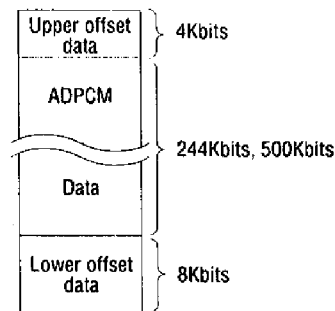 Upper offset
data
4Kbits
ADPCM
244Kbits, 500Kbits
Data
Lower offset
data
8Kbits